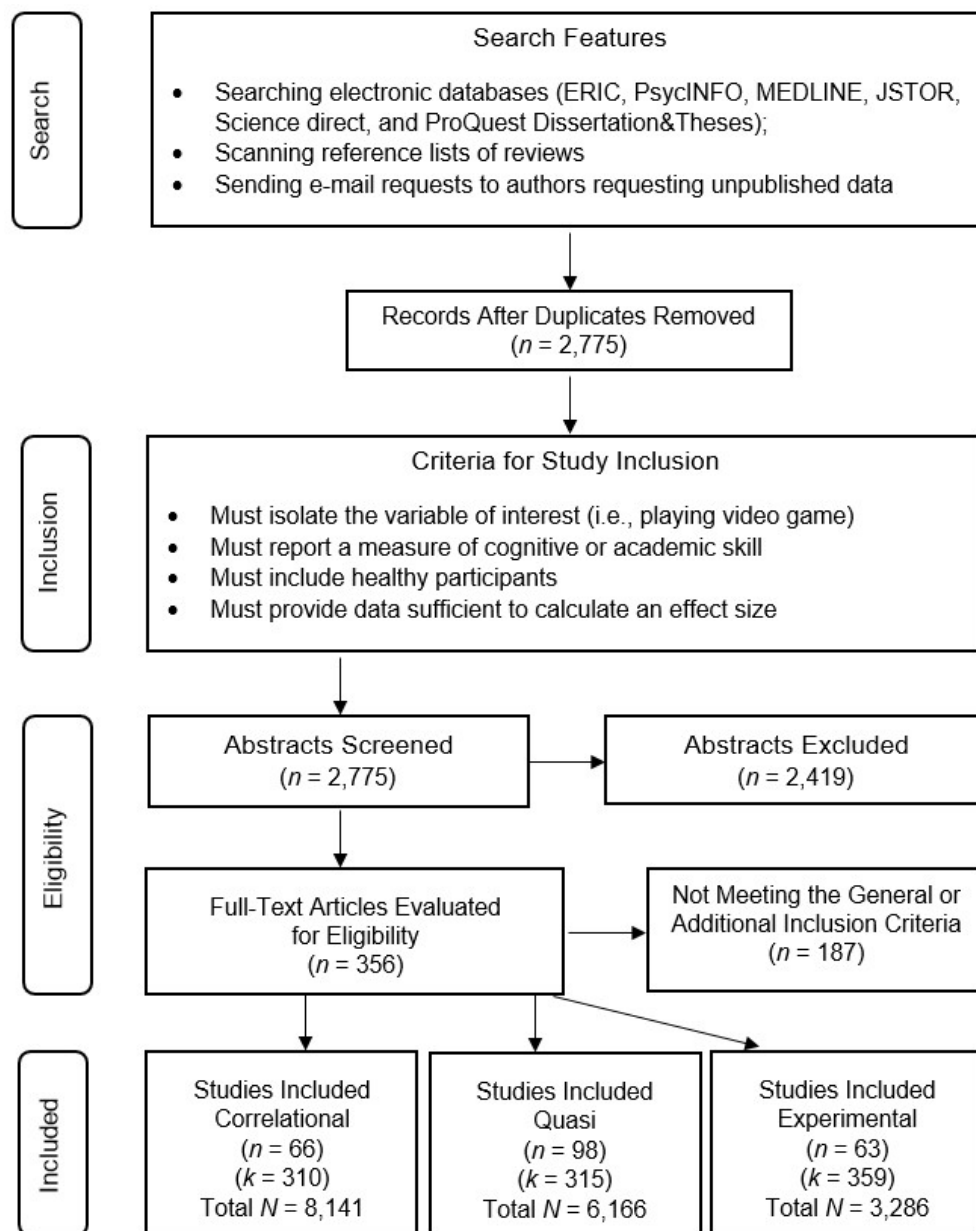 Search
Search Features
• Searching electronic databases (ERIC, PsycINFO, MEDLINE, JSTOR,
Science direct, and ProQuest Dissertation&Theses);
• Scanning reference lists of reviews
• Sending e-mail requests to authors requesting unpublished data
Records After Duplicates Removed
(n = 2,775)
Inclusion
Criteria for Study Inclusion
• Must isolate the variable of interest (i.e., playing video game)
• Must report a measure of cognitive or academic skill
• Must include healthy participants
• Must provide data sufficient to calculate an effect size
Eligibility
Abstracts Screened
(n = 2,775)
Abstracts Excluded
(n = 2,419)
Full-Text Articles Evaluated
for Eligibility
(n = 356)
Not Meeting the General or
Additional Inclusion Criteria
(n = 187)
Included
Studies Included
Correlational
(n = 66)
(k = 310)
Total N = 8,141
Studies Included
Quasi
(n = 98)
(k = 315)
Total N = 6,166
Studies Included
Experimental
(n = 63)
(k = 359)
Total N = 3,286